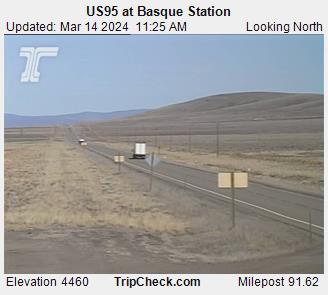 US95 at Basque Station
Updated: Mar 14 2024 11:25 AM Looking North
Elevation 4460 TripCheck.com Milepost 91.62